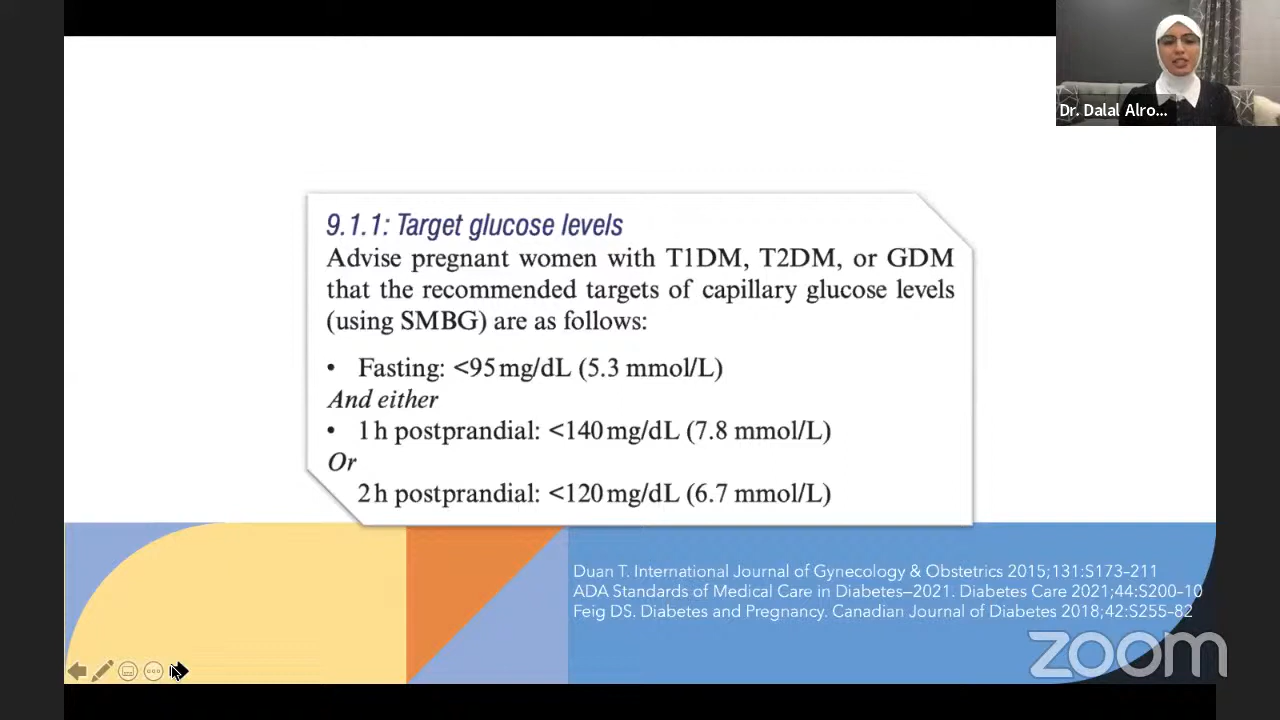 Dr. Dalal Alro...
9.1.1: Target glucose levels
Advise pregnant women with T1DM, T2DM, or GDM
that the recommended targets of capillary glucose levels
(using SMBG) are as follows:
• Fasting: <95 mg/dL (5.3 mmol/L)
And either
• 1 h postprandial: <140 mg/dL (7.8 mmol/L)
Or
2 h postprandial: <120 mg/dL (6.7 mmol/L)
Duan T. International Journal of Gynecology & Obstetrics 2015;131:S173–211
ADA Standards of Medical Care in Diabetes—2021. Diabetes Care 2021;44:S200–10
Feig DS. Diabetes and Pregnancy. Canadian Journal of Diabetes 2018;42:S255–82
zoom